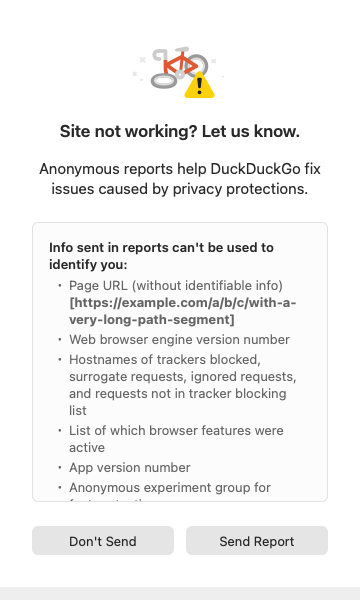 Site not working? Let us know.
Anonymous reports help DuckDuckGo fix
issues caused by privacy protections.
Info sent in reports can't be used to
identify you:
• Page URL (without identifiable info)
[https://example.com/a/b/c/with-a-
very-long-path-segment]
• Web browser engine version number
• Hostnames of trackers blocked,
surrogate requests, ignored requests,
and requests not in tracker blocking
list
• List of which browser features were
active
• App version number
• Anonymous experiment group for
Don't Send
Send Report